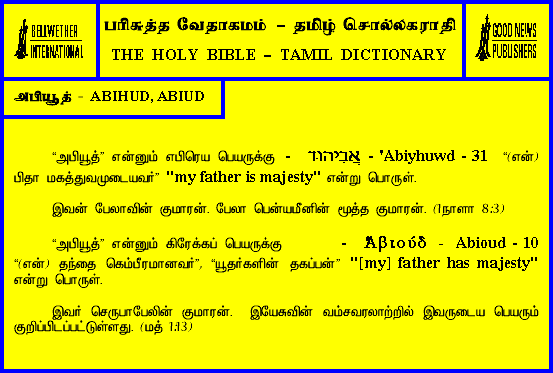 BELLWETHER
INTERNATIONAL
பரிசுத்த வேதாகமம் – தமிழ் சொல்லகராதி
THE HOLY BIBLE – TAMIL DICTIONARY
GOOD NEWS
PUBLISHERS
அபியூத் - ABIHUD, ABIUD
“அபியூத்” என்னும் எபிரெய பெயருக்கு - אֲבִיהוּד - 'Abiyhuwd - 31 “(என்)
பிதா மகத்துவமுடையவர்” "my father is majesty" என்று பொருள்.
இவன் பேலாவின் குமாரன். பேலா பென்யமீனின் மூத்த குமாரன். (1நாளா 8:3)
“அபியூத்” என்னும் கிரேக்கப் பெயருக்கு - Ἀβιούδ - Abioud - 10
“(என்) தந்தை கெம்பீரமானவர்”, “யூதர்களின் தகப்பன்” "[my] father has majesty"
என்று பொருள்.
இவர் செருபாபேலின் குமாரன். இயேசுவின் வம்சவரலாற்றில் இவருடைய பெயரும்
குறிப்பிடப்பட்டுள்ளது. (மத் 1:13)